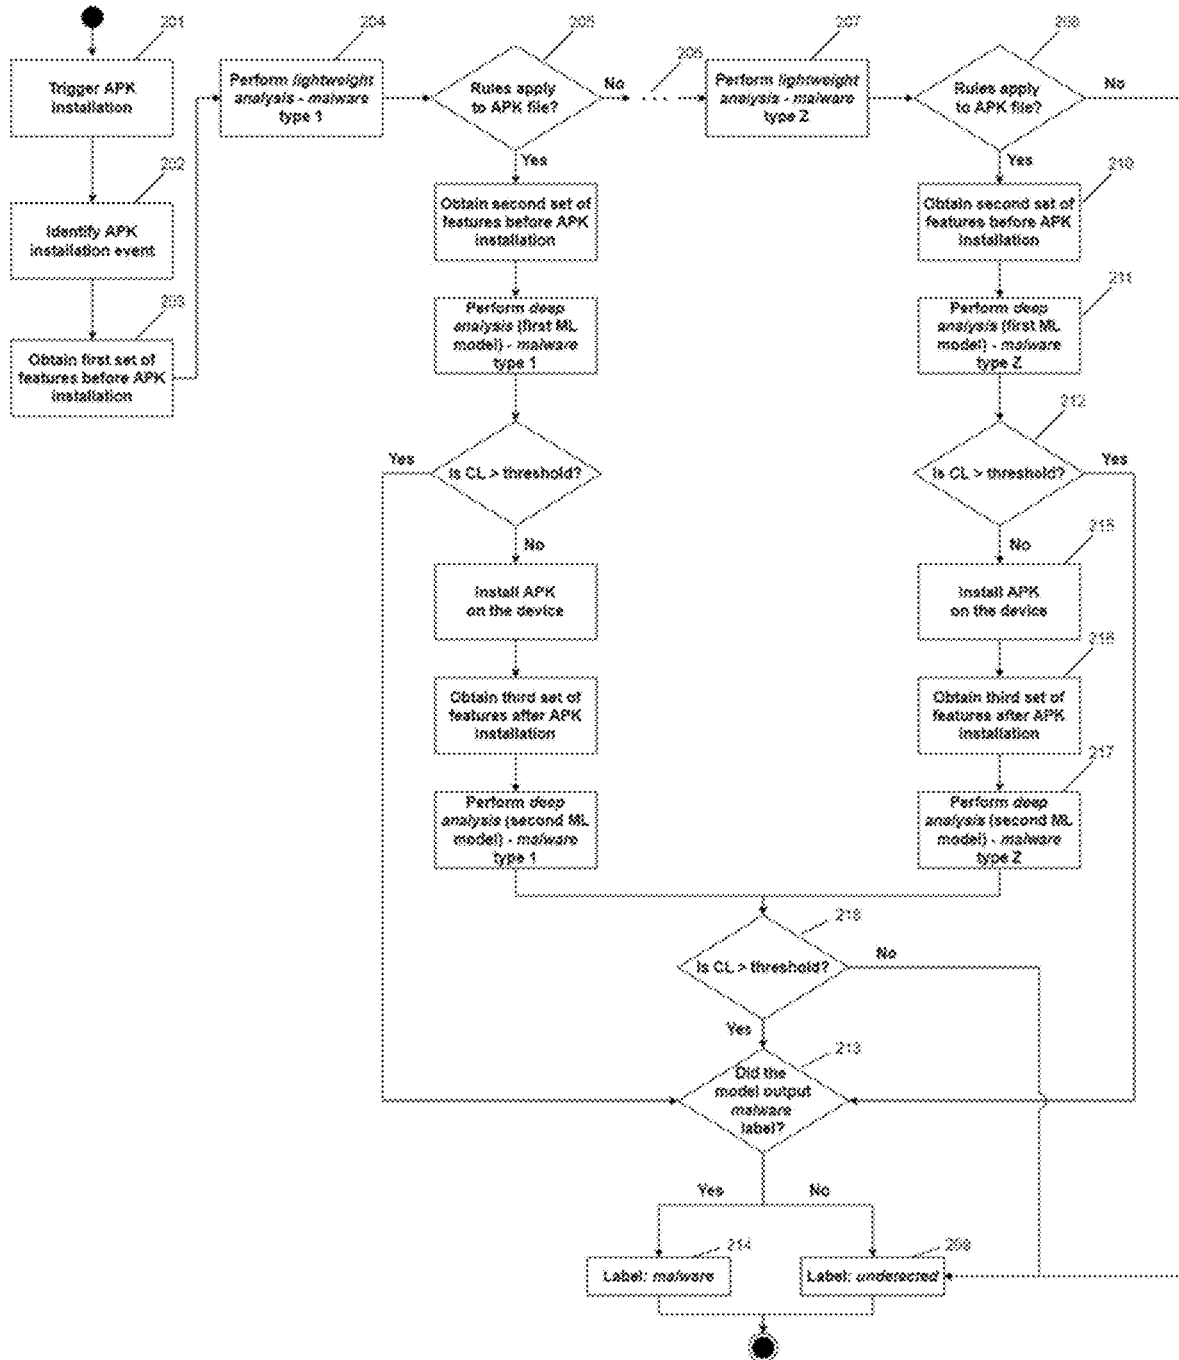 201
Trigger APK
installation
202
Identify APK
installation event
203
Obtain first set of
features before APK
installation
204
Perform lightweight
analysis - malware
type 1
205
Rules apply
to APK file?
No
206
. . .
207
Perform lightweight
analysis - malware
type Z
208
Rules apply
to APK file?
No
Yes
Obtain second set of
features before APK
installation
Perform deep
analysis (first ML
model) - malware
type 1
Yes
Is CL > threshold?
No
Install APK
on the device
Obtain third set of
features after APK
installation
Perform deep
analysis (second ML
model) - malware
type 1
Yes
210
Obtain second set of
features before APK
installation
211
Perform deep
analysis (first ML
model) - malware
type Z
212
Is CL > threshold?
Yes
No
215
Install APK
on the device
216
Obtain third set of
features after APK
installation
217
Perform deep
analysis (second ML
model) - malware
type Z
218
Is CL > threshold?
No
Yes
213
Did the
model output
malware
label?
Yes
No
214
Label: malware
209
Label: undetected